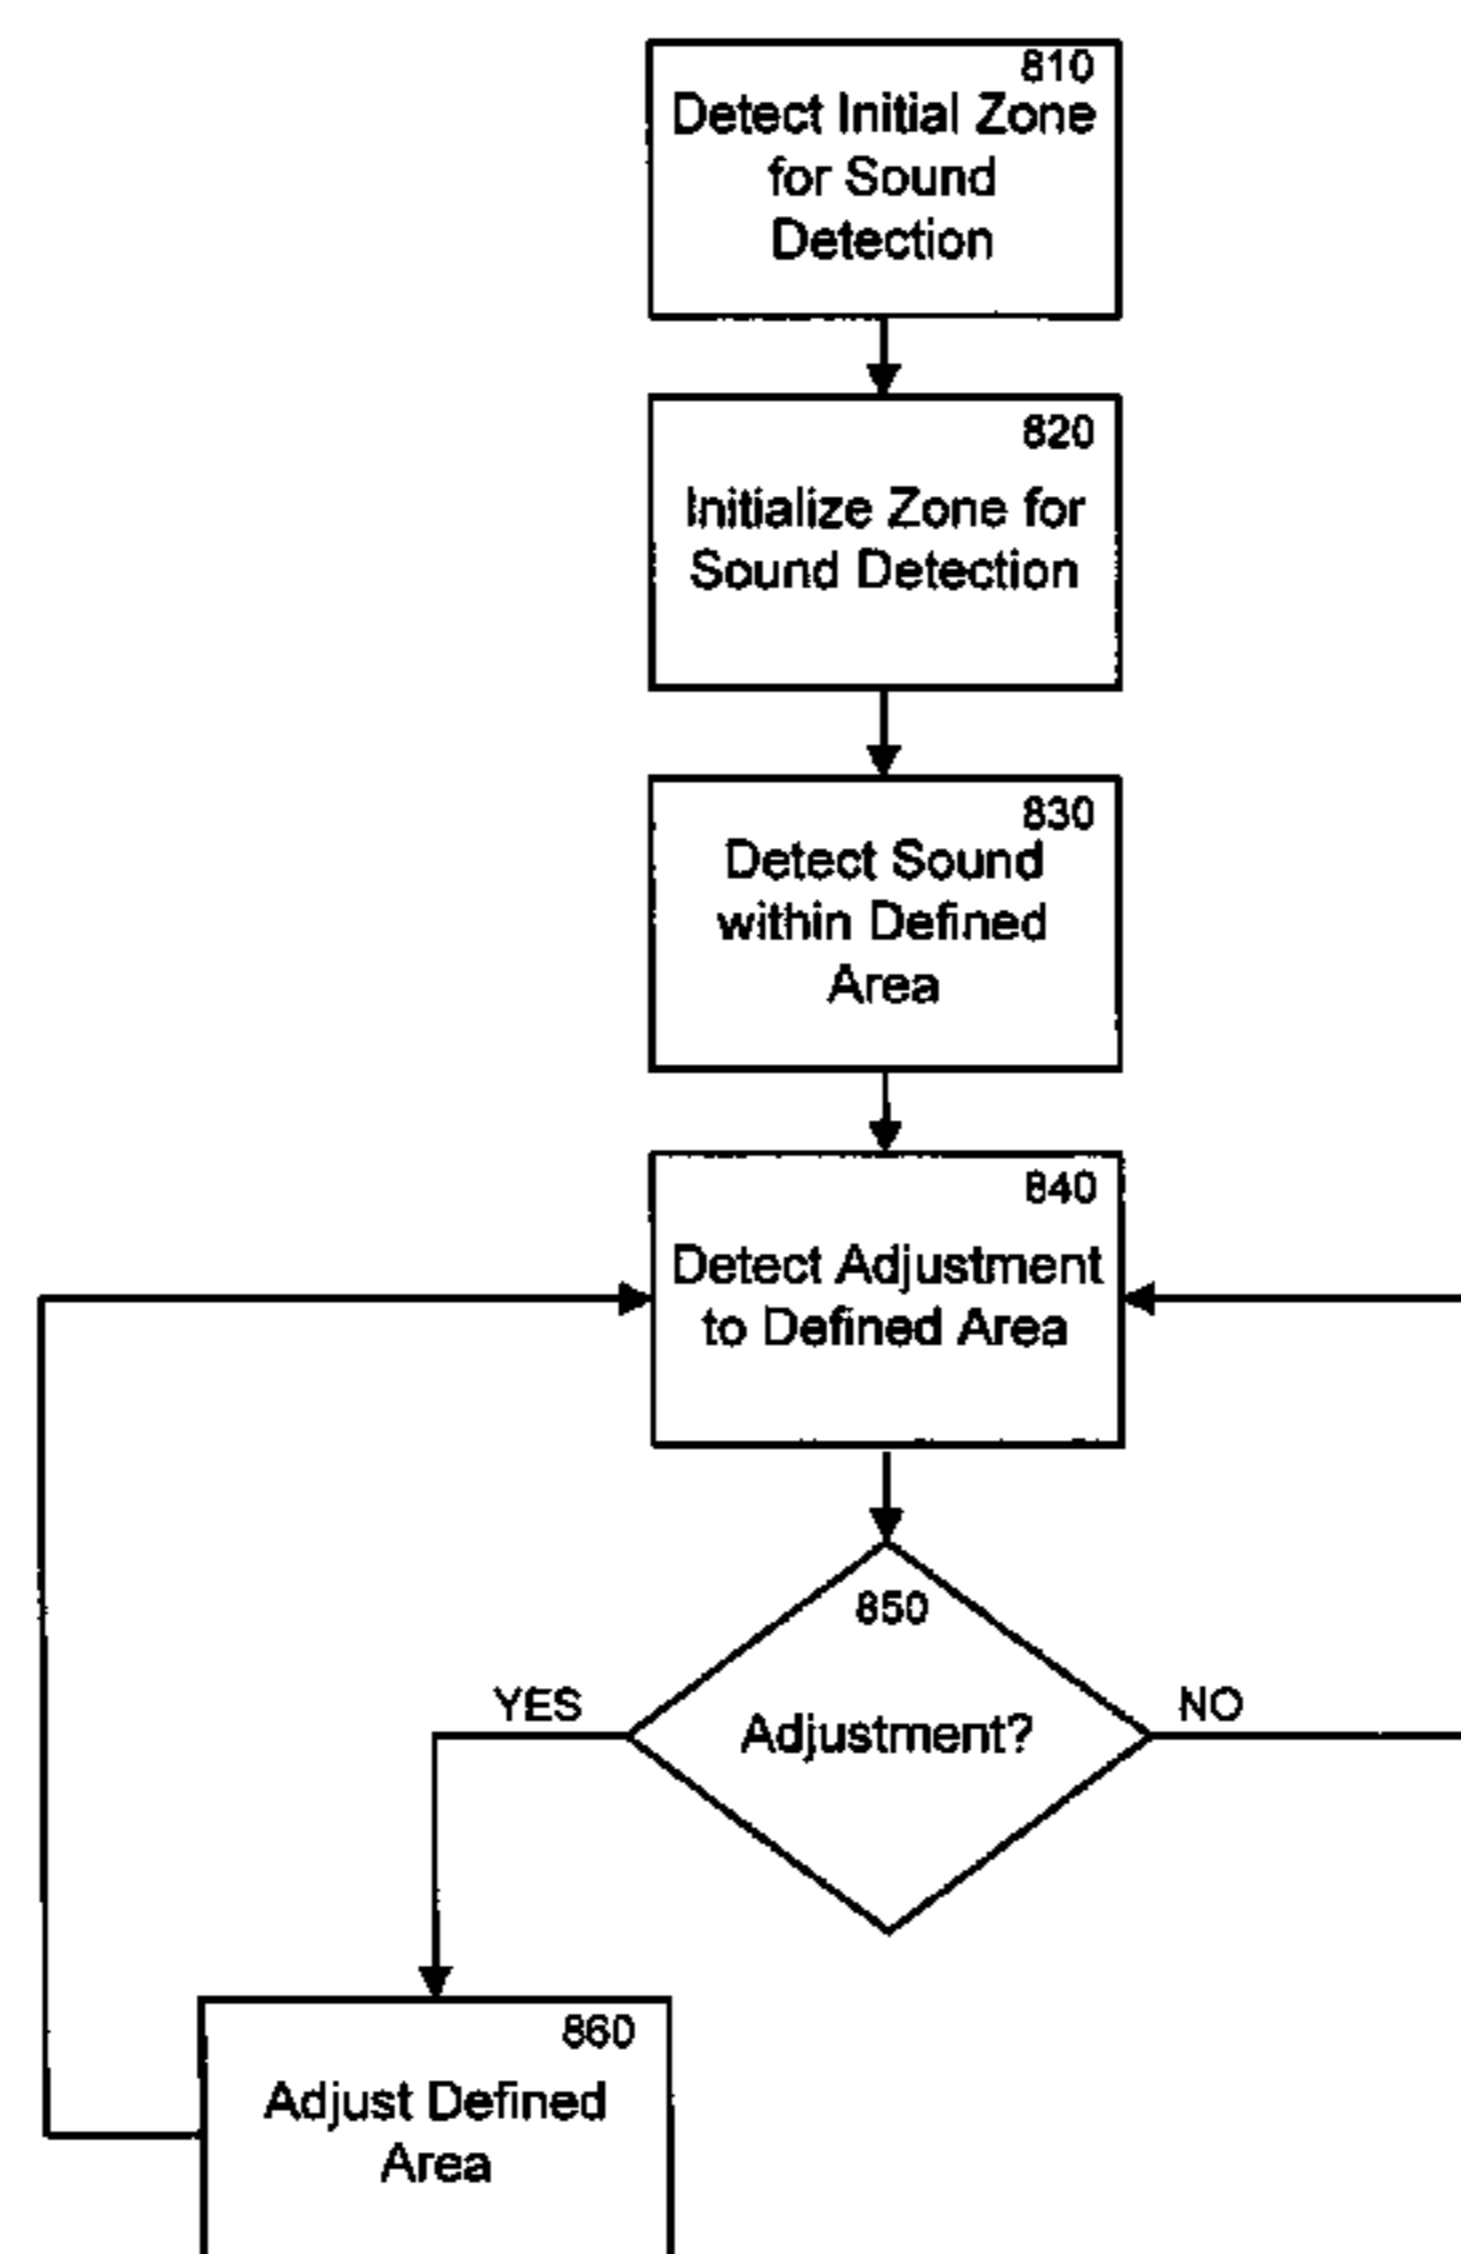 810
Detect Initial Zone
for Sound
Detection
820
Initialize Zone for
Sound Detection
830
Detect Sound
within Defined
Area
840
Detect Adjustment
to Defined Area
850
YES
Adjustment?
NO
860
Adjust Defined
Area